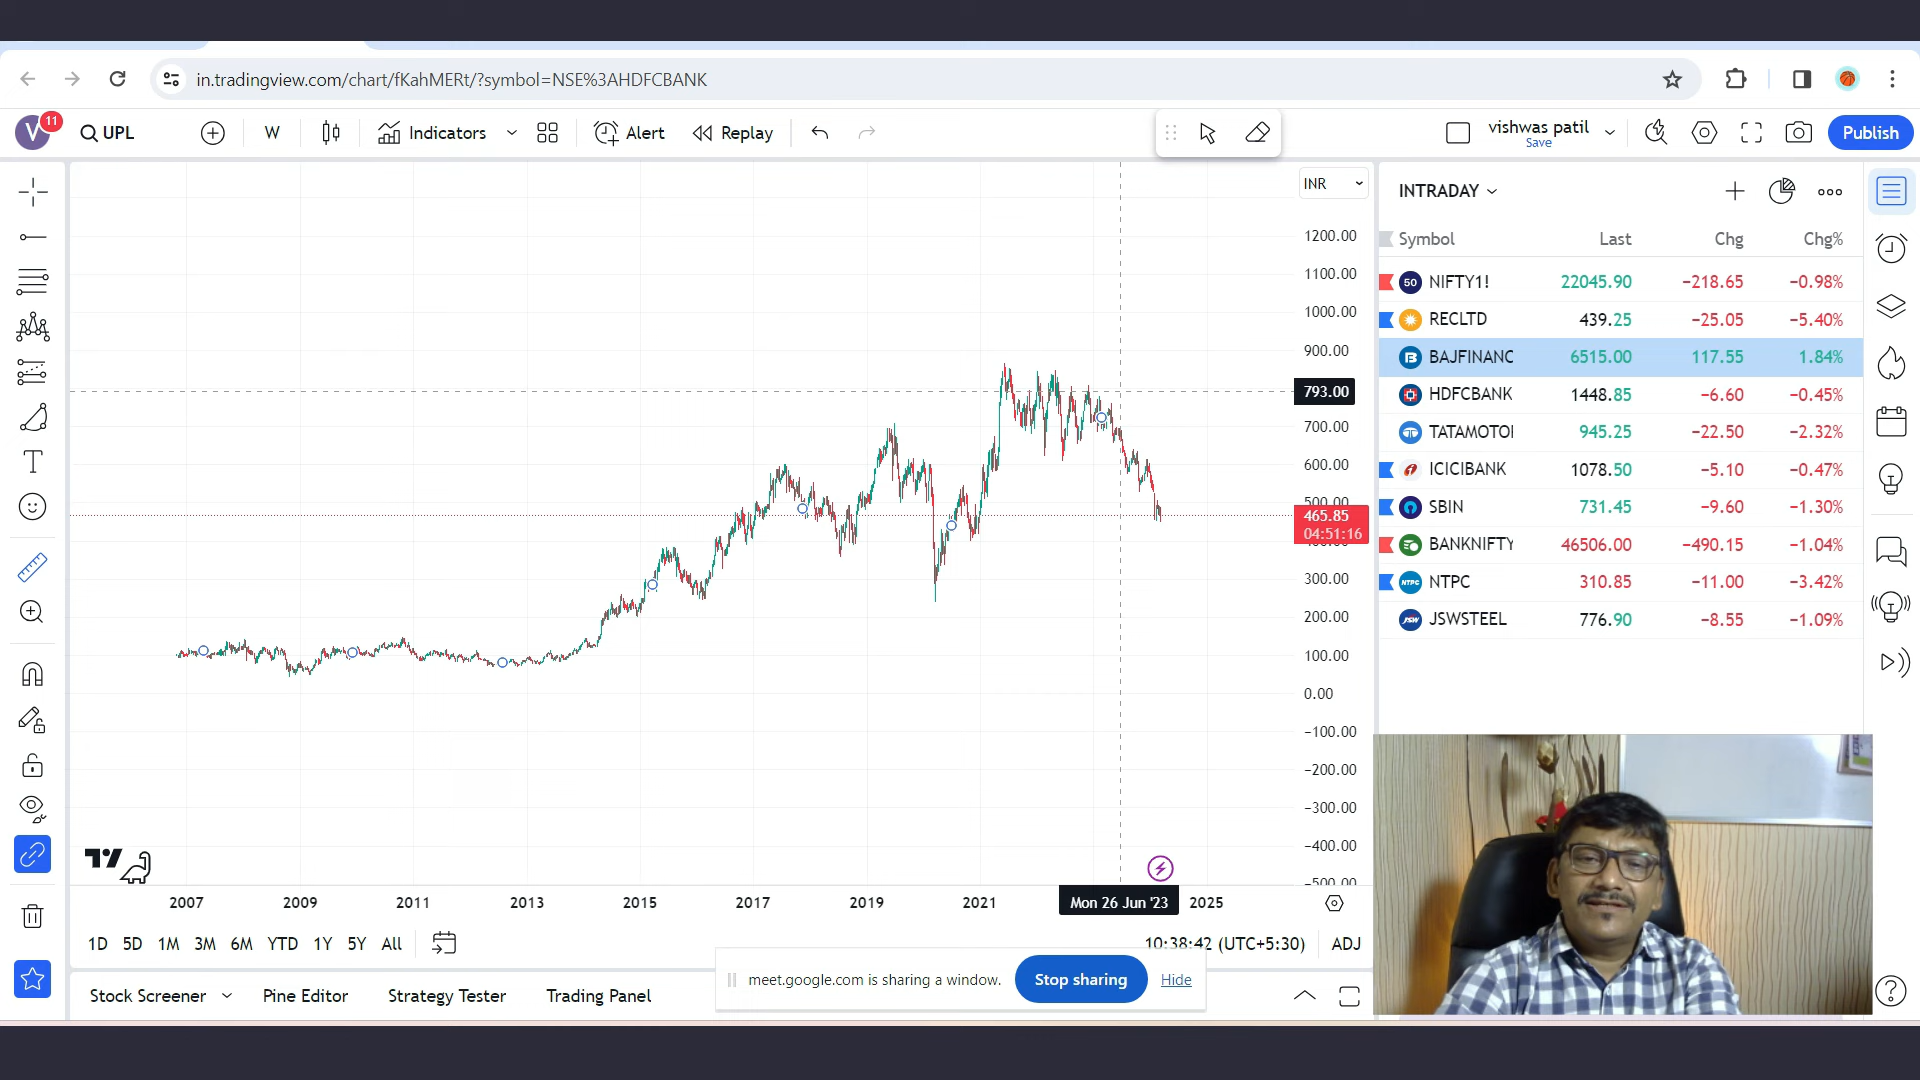 in.tradingview.com/chart/fKahMERt/?symbol=NSE%3AHDFCBANK
V 11 UPL W Indicators Alert Replay vishwas patil Save Publish
INR
1200.00
1100.00
1000.00
900.00
793.00
700.00
600.00
500.00
465.85
04:51:16
300.00
200.00
100.00
0.00
−100.00
−200.00
−300.00
−400.00
−500.00
2007 2009 2011 2013 2015 2017 2019 2021 Mon 26 Jun '23 2025
1D 5D 1M 3M 6M YTD 1Y 5Y All 10:38:42 (UTC+5:30) ADJ
Stock Screener Pine Editor Strategy Tester Trading Panel
meet.google.com is sharing a window. Stop sharing Hide
INTRADAY
Symbol Last Chg Chg%
50 NIFTY1! 22045.90 −218.65 −0.98%
RECLTD 439.25 −25.05 −5.40%
BAJFINANC 6515.00 117.55 1.84%
HDFCBANK 1448.85 −6.60 −0.45%
TATAMOTO 945.25 −22.50 −2.32%
ICICIBANK 1078.50 −5.10 −0.47%
SBIN 731.45 −9.60 −1.30%
BANKNIFTY 46506.00 −490.15 −1.04%
NTPC NTPC 310.85 −11.00 −3.42%
JSW JSWSTEEL 776.90 −8.55 −1.09%